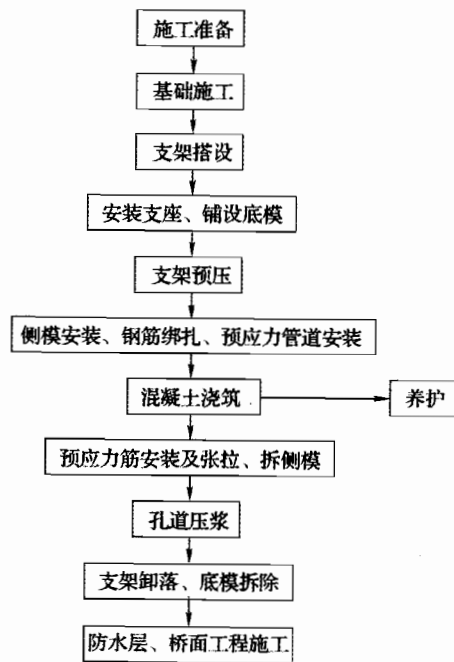 施工准备
基础施工
支架搭设
安装支座、铺设底模
支架预压
侧模安装、钢筋绑扎、预应力管道安装
混凝土浇筑
养护
预应力筋安装及张拉、拆侧模
孔道压浆
支架卸落、底模拆除
防水层、桥面工程施工